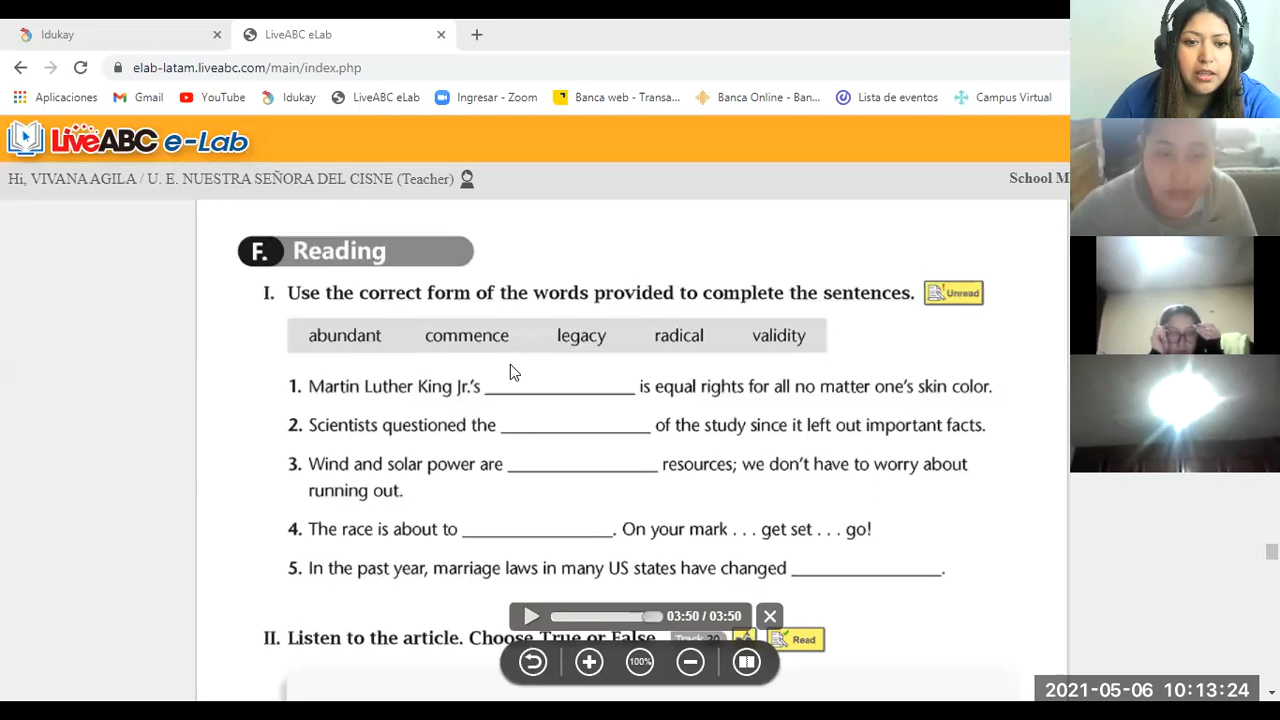 Idukay
LiveABC eLab
elab-latam.liveabc.com/main/index.php
Aplicaciones Gmail YouTube Idukay LiveABC eLab Ingresar - Zoom Banca web - Transa... Banca Online - Ban... Lista de eventos Campus Virtual
LiveABC e-Lab
Hi, VIVANA AGILA / U. E. NUESTRA SEÑORA DEL CISNE (Teacher) School M
F. Reading
I. Use the correct form of the words provided to complete the sentences. Unread
abundant commence legacy radical validity
1. Martin Luther King Jr.'s _______________ is equal rights for all no matter one's skin color.
2. Scientists questioned the _______________ of the study since it left out important facts.
3. Wind and solar power are _______________ resources; we don't have to worry about
running out.
4. The race is about to _______________. On your mark . . . get set . . . go!
5. In the past year, marriage laws in many US states have changed _______________.
03:50 / 03:50
II. Listen to the article. Choose True or False. Track 20 Read
100%
2021-05-06 10:13:24